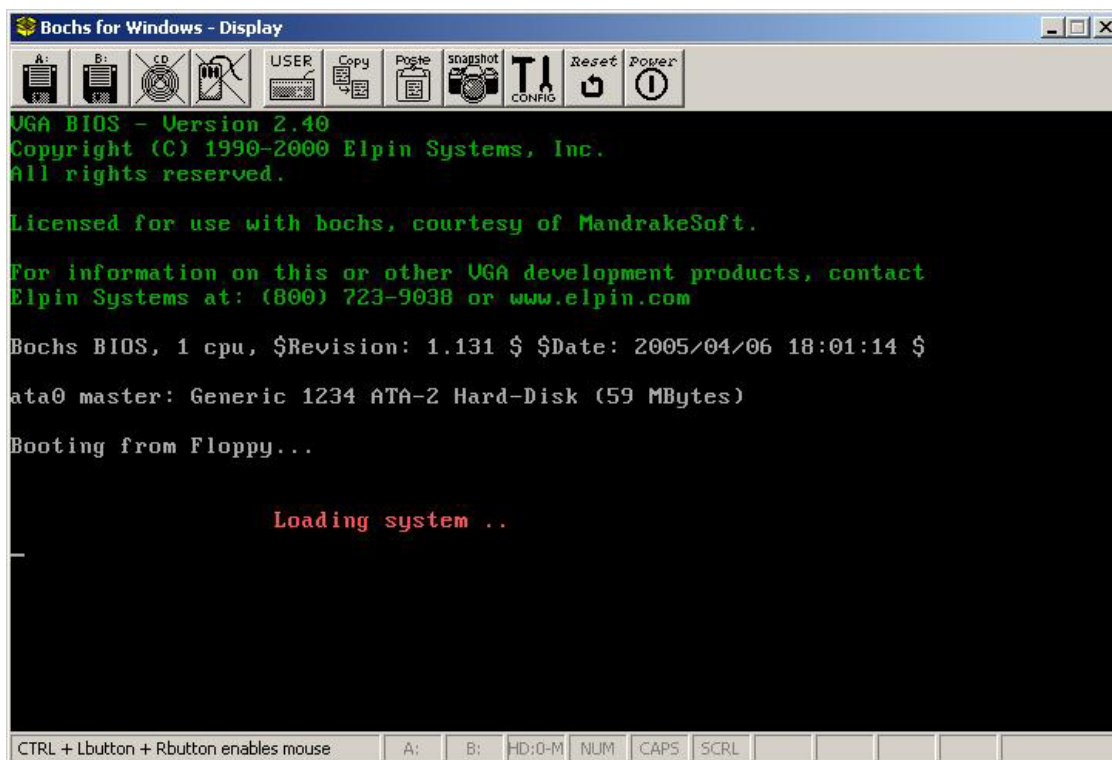 Bochs for Windows - Display
A: B: CD USER Copy Paste snapshot CONFIG Reset Power
VGA BIOS - Version 2.40
Copyright (C) 1990-2000 Elpin Systems, Inc.
All rights reserved.
Licensed for use with bochs, courtesy of MandrakeSoft.
For information on this or other VGA development products, contact
Elpin Systems at: (800) 723-9038 or www.elpin.com
Bochs BIOS, 1 cpu, $Revision: 1.131 $ $Date: 2005/04/06 18:01:14 $
ata0 master: Generic 1234 ATA-2 Hard-Disk (59 MBytes)
Booting from Floppy...
Loading system ..
CTRL + Lbutton + Rbutton enables mouse A: B: HD:0-M NUM CAPS SCRL